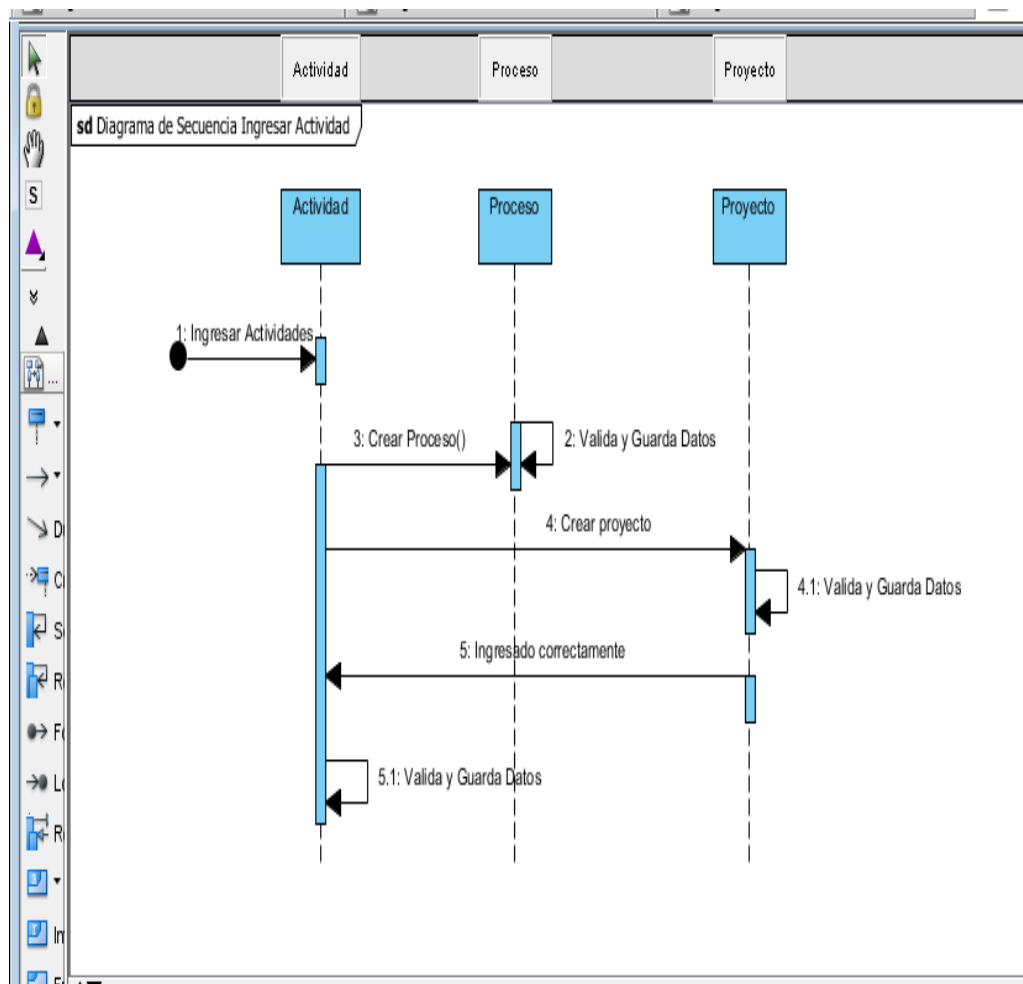 Actividad
Proceso
Proyecto
sd Diagrama de Secuencia Ingresar Actividad
S
Actividad
Proceso
Proyecto
1: Ingresar Actividades
...
3: Crear Proceso()
2: Valida y Guarda Datos
4: Crear proyecto
4.1: Valida y Guarda Datos
5: Ingresado correctamente
5.1: Valida y Guarda Datos